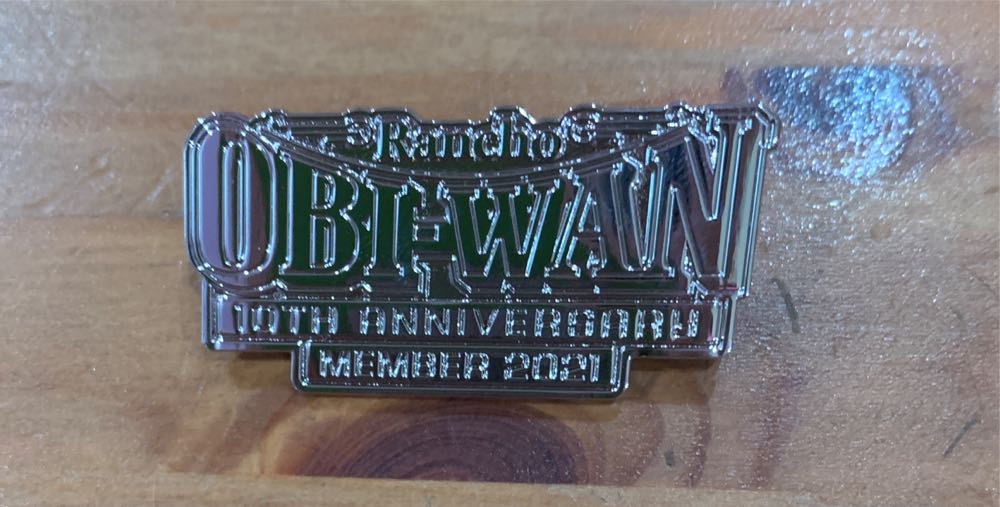 Rancho
OBI-WAN
10TH ANNIVERSARY
MEMBER 2021